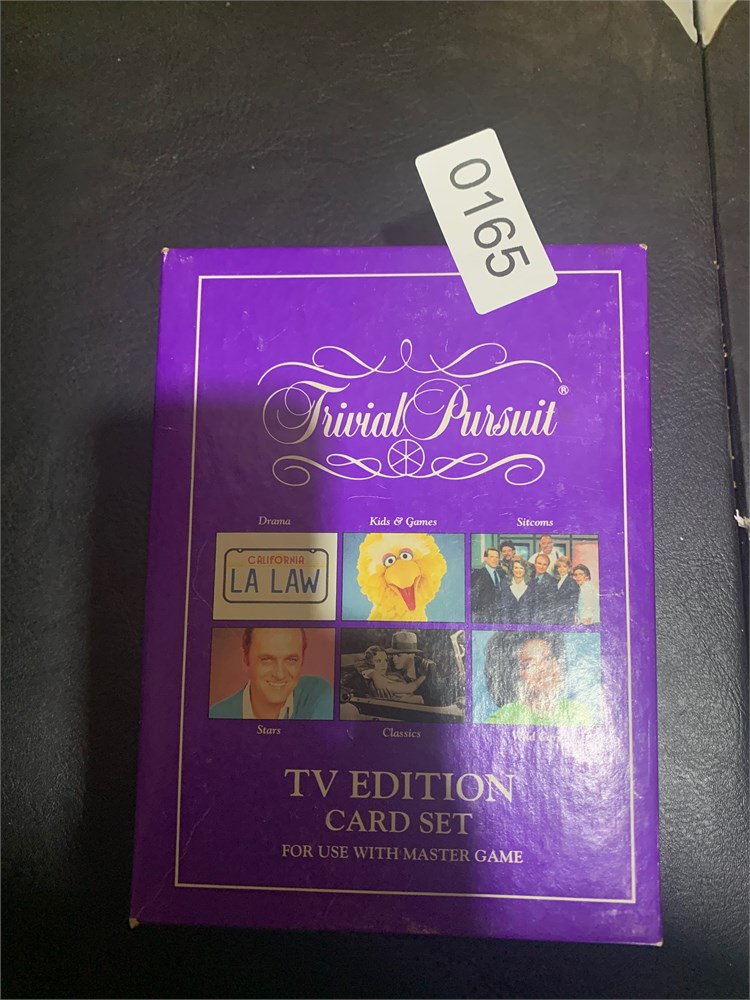 0165
Trivial Pursuit®
Drama Kids & Games Sitcoms
CALIFORNIA
LA LAW
Stars Classics
TV EDITION
CARD SET
FOR USE WITH MASTER GAME